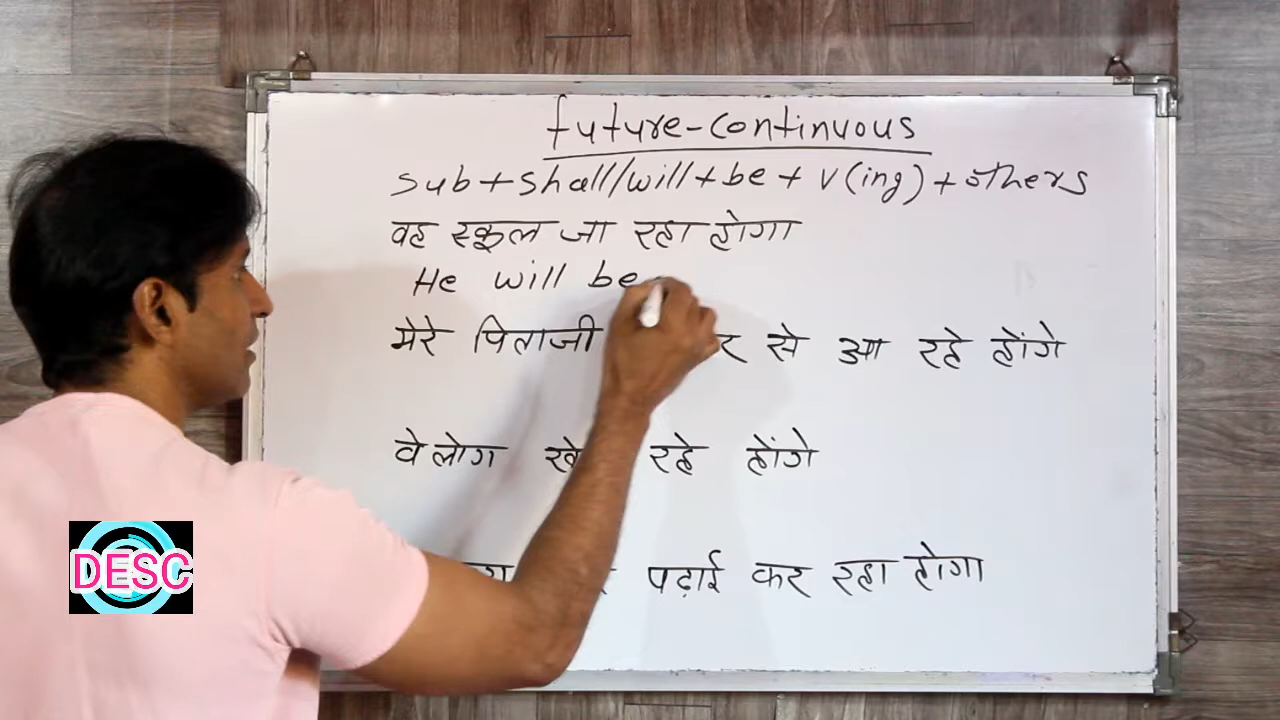 future-continuous
sub+shall/will+be+v(ing)+others
वह स्कूल जा रहा होगा
He will be
मेरे पिताजी से आ रहे होंगे
वे लोग रहे होंगे
पढ़ाई कर रहा होगा
DESC